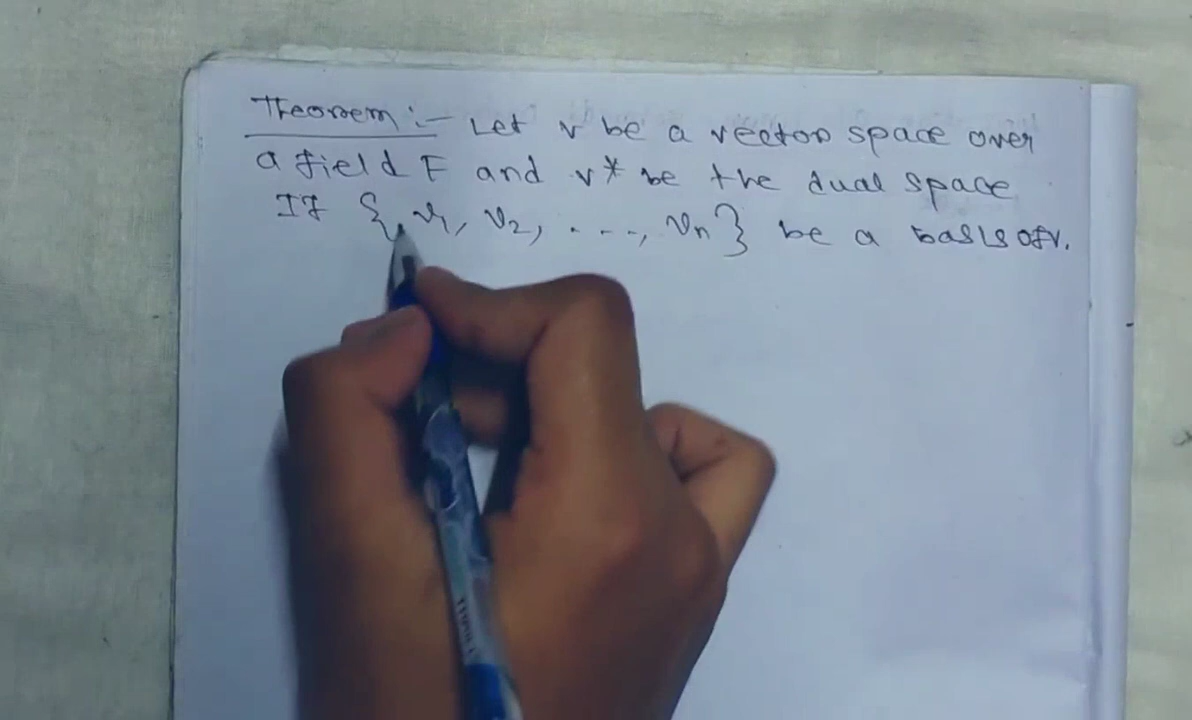 Theorem :- Let V be a vector space over
a field F and V* be the dual space
If { v1, v2, ..., vn } be a basis of V.